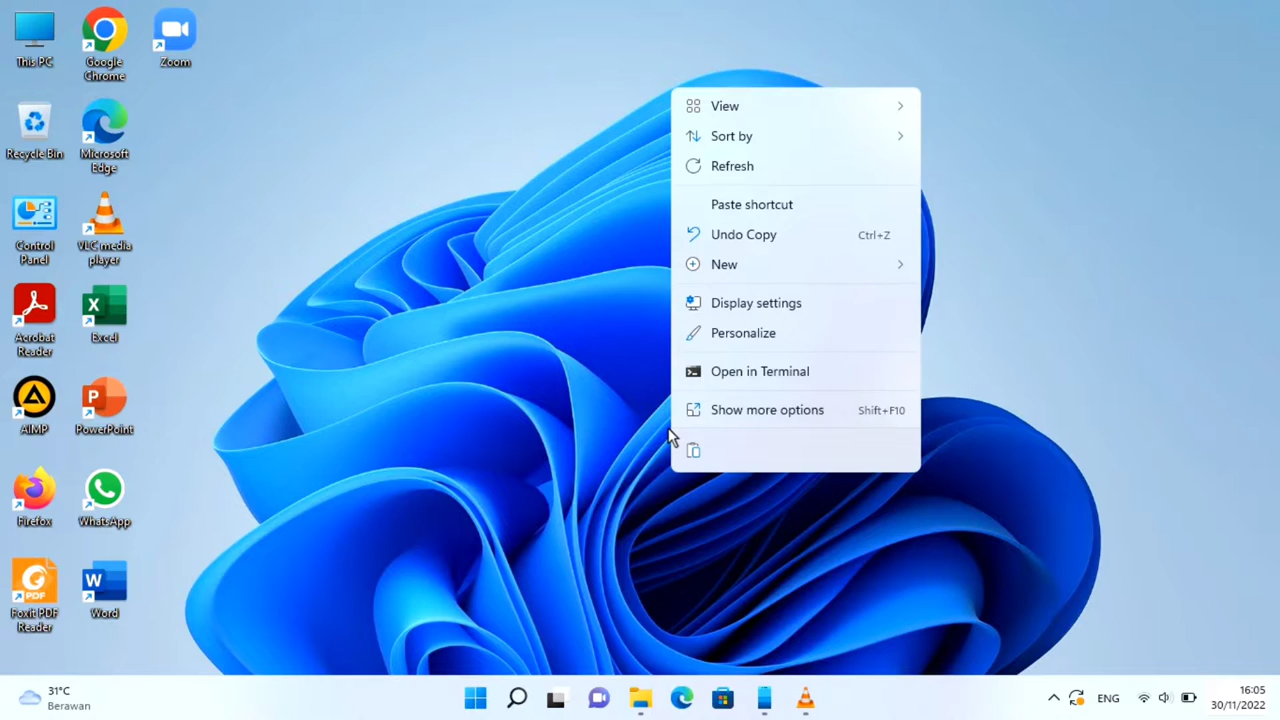 This PC
Google
Chrome
Zoom
Recycle Bin
Microsoft
Edge
Control
Panel
VLC media
player
Acrobat
Reader
Excel
AIMP
PowerPoint
Firefox
WhatsApp
PDF
Foxit PDF
Reader
Word
View
Sort by
Refresh
Paste shortcut
Undo Copy Ctrl+Z
New
Display settings
Personalize
Open in Terminal
Show more options Shift+F10
31°C
Berawan
ENG
16:05
30/11/2022